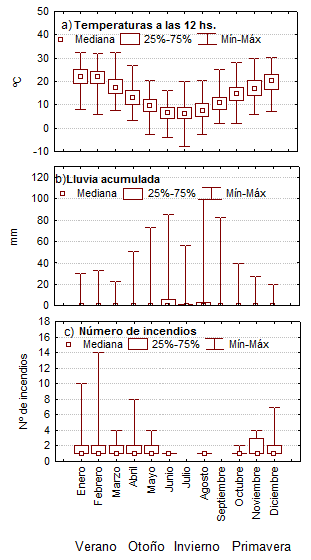 50
a) Temperaturas a las 12 hs.
40
Mediana 25%-75% Mín-Máx
30
20
ºC
10
0
-10
b)Lluvia acumulada
120
Mediana 25%-75% Mín-Máx
100
80
mm
60
40
20
0
18
c) Número de incendios
16
Mediana 25%-75% Mín-Máx
14
12
Nº de incendios
10
8
6
4
2
0
Enero Febrero Marzo Abril Mayo Junio Julio Agosto Septiembre Octubre Noviembre Diciembre
Verano Otoño Invierno Primavera